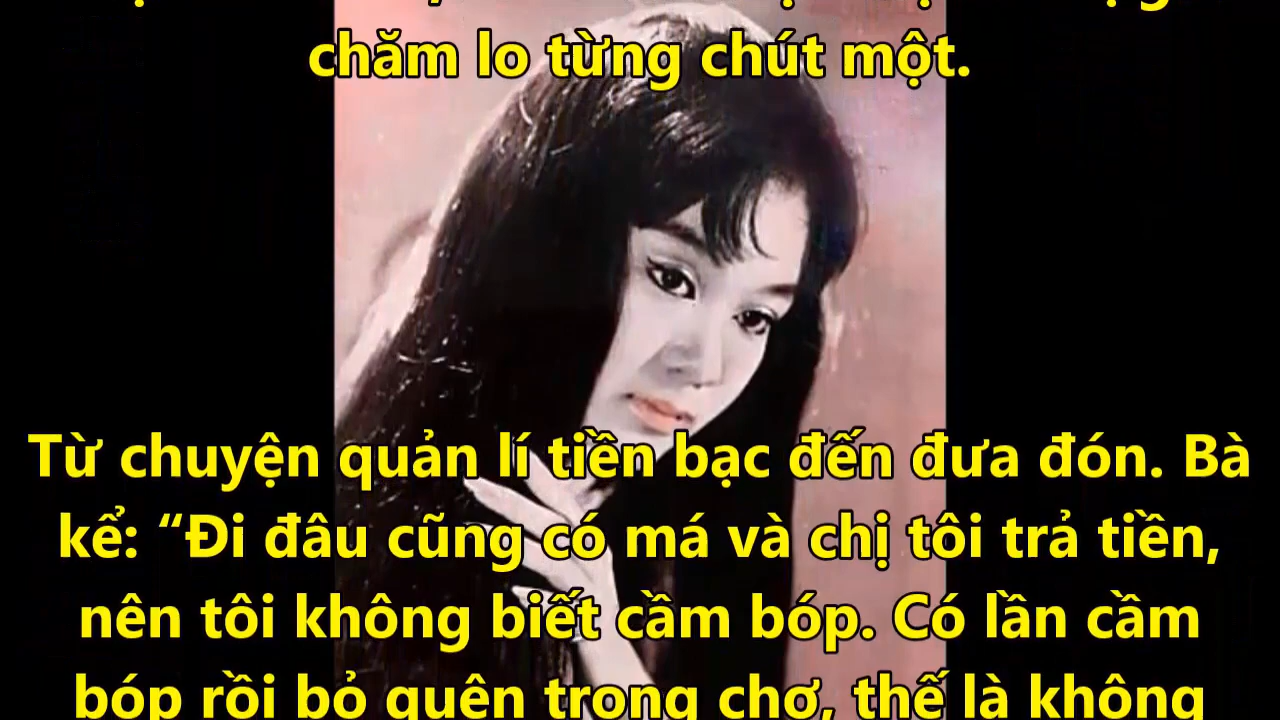 chăm lo từng chút một.
Từ chuyện quản lí tiền bạc đến đưa đón. Bà
kể: “Đi đâu cũng có má và chị tôi trả tiền,
nên tôi không biết cầm bóp. Có lần cầm
bóp rồi bỏ quên trong chợ, thế là không